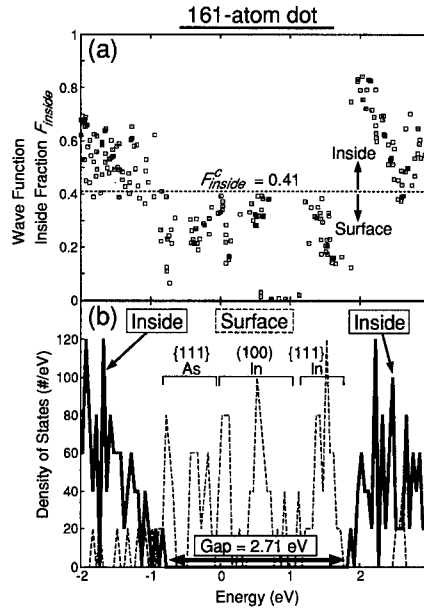 161-atom dot
(a)
Wave Function
Inside Fraction Finside
1
0.8
0.6
0.4
0.2
0
F^c inside = 0.41
Inside
Surface
(b)
Inside
Surface
Inside
{111}
As
(100)
In
{111}
In
Density of States (#/eV)
120
100
80
60
40
20
0
Gap = 2.71 eV
-2
-1
0
1
2
Energy (eV)